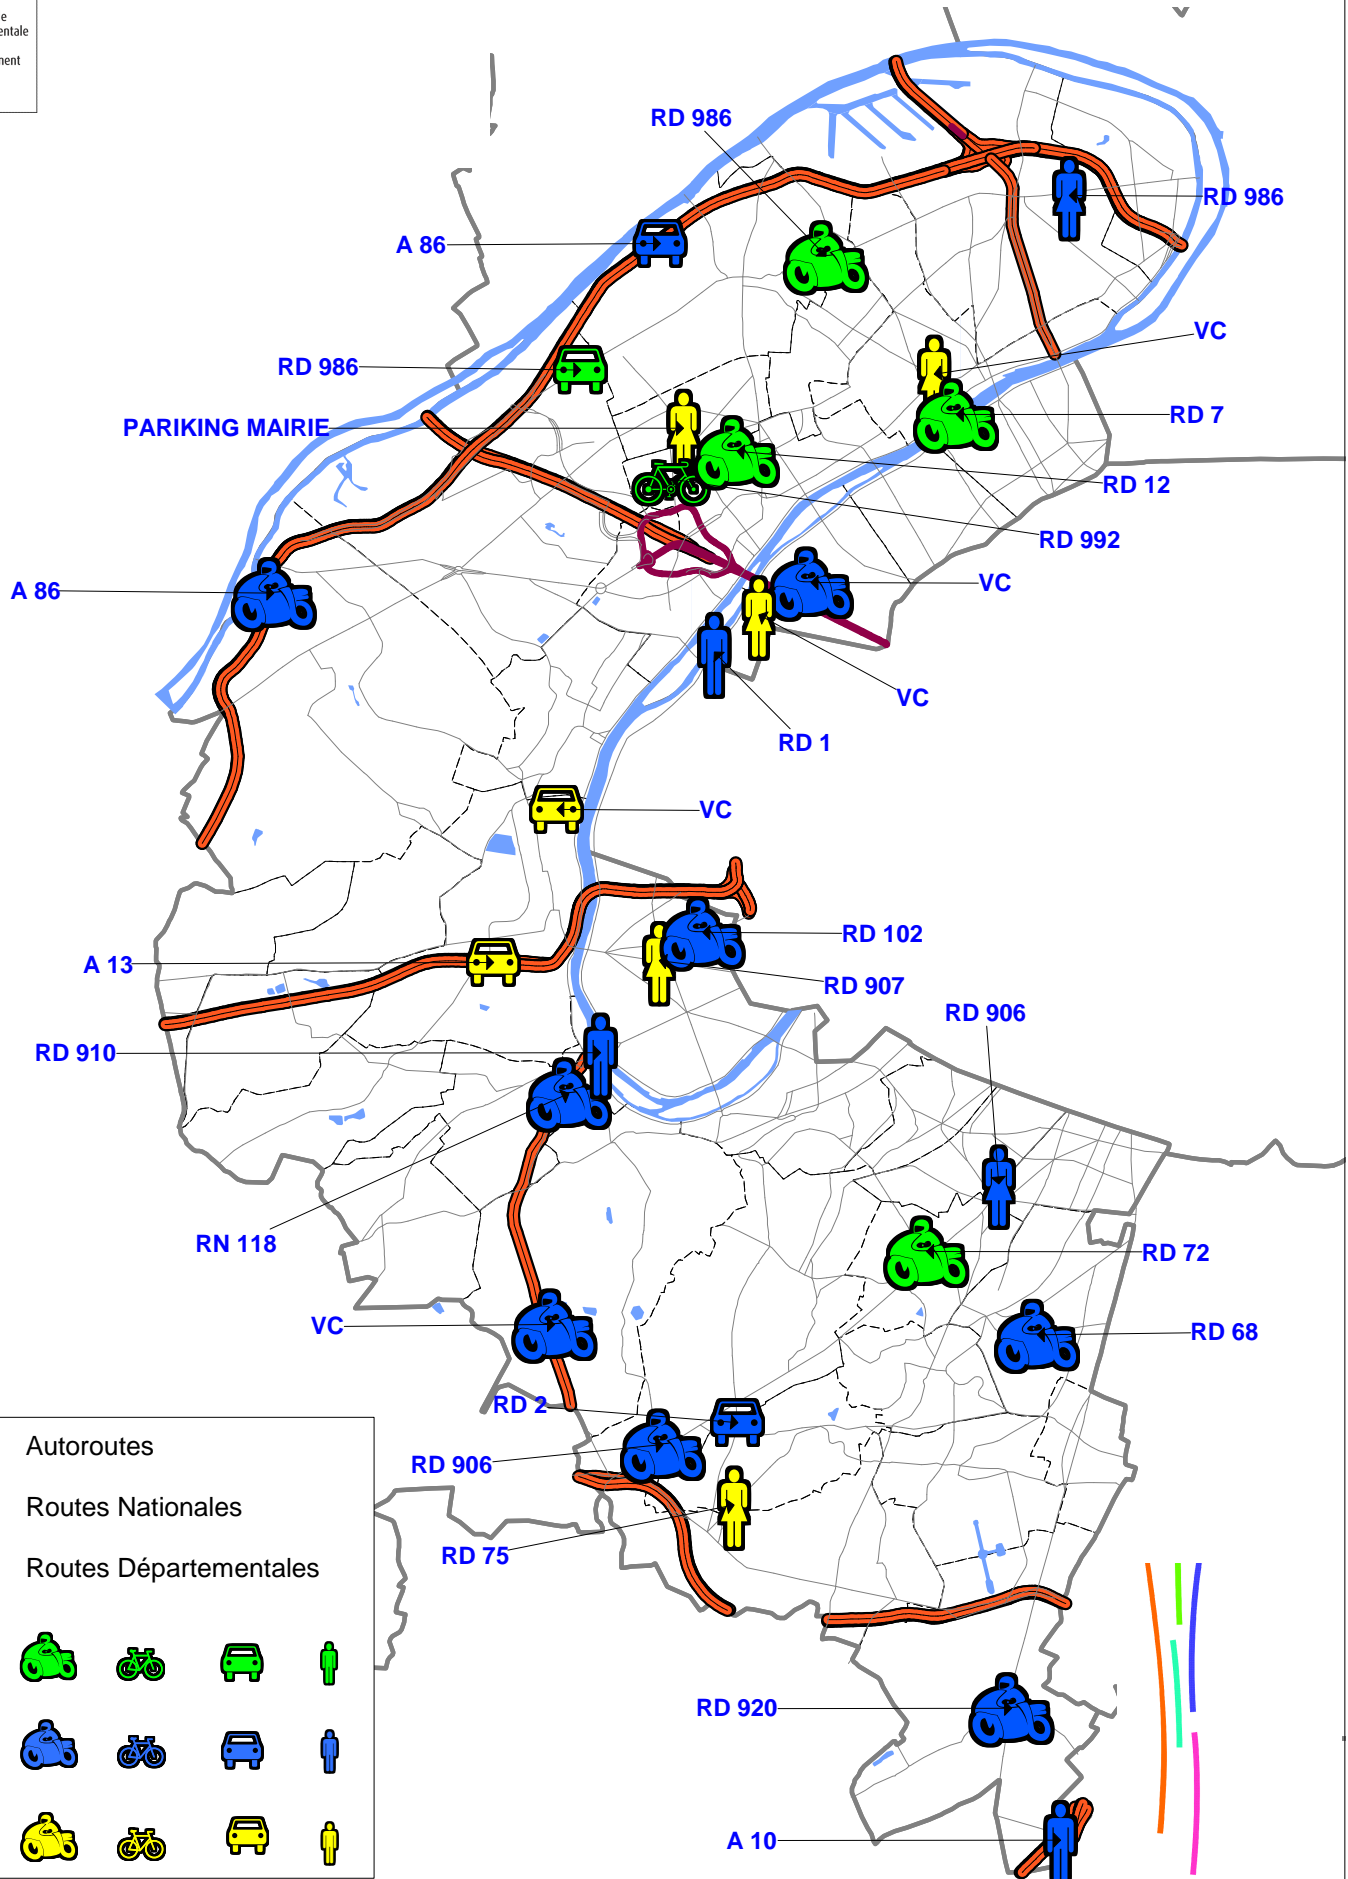 e
entale
nent
RD 986
RD 986
A 86
VC
RD 986
RD 7
PARIKING MAIRIE
RD 12
RD 992
VC
A 86
VC
RD 1
VC
RD 102
A 13
RD 907
RD 906
RD 910
RN 118
RD 72
VC
RD 68
RD 2
RD 906
RD 75
RD 920
A 10
Autoroutes
Routes Nationales
Routes Départementales